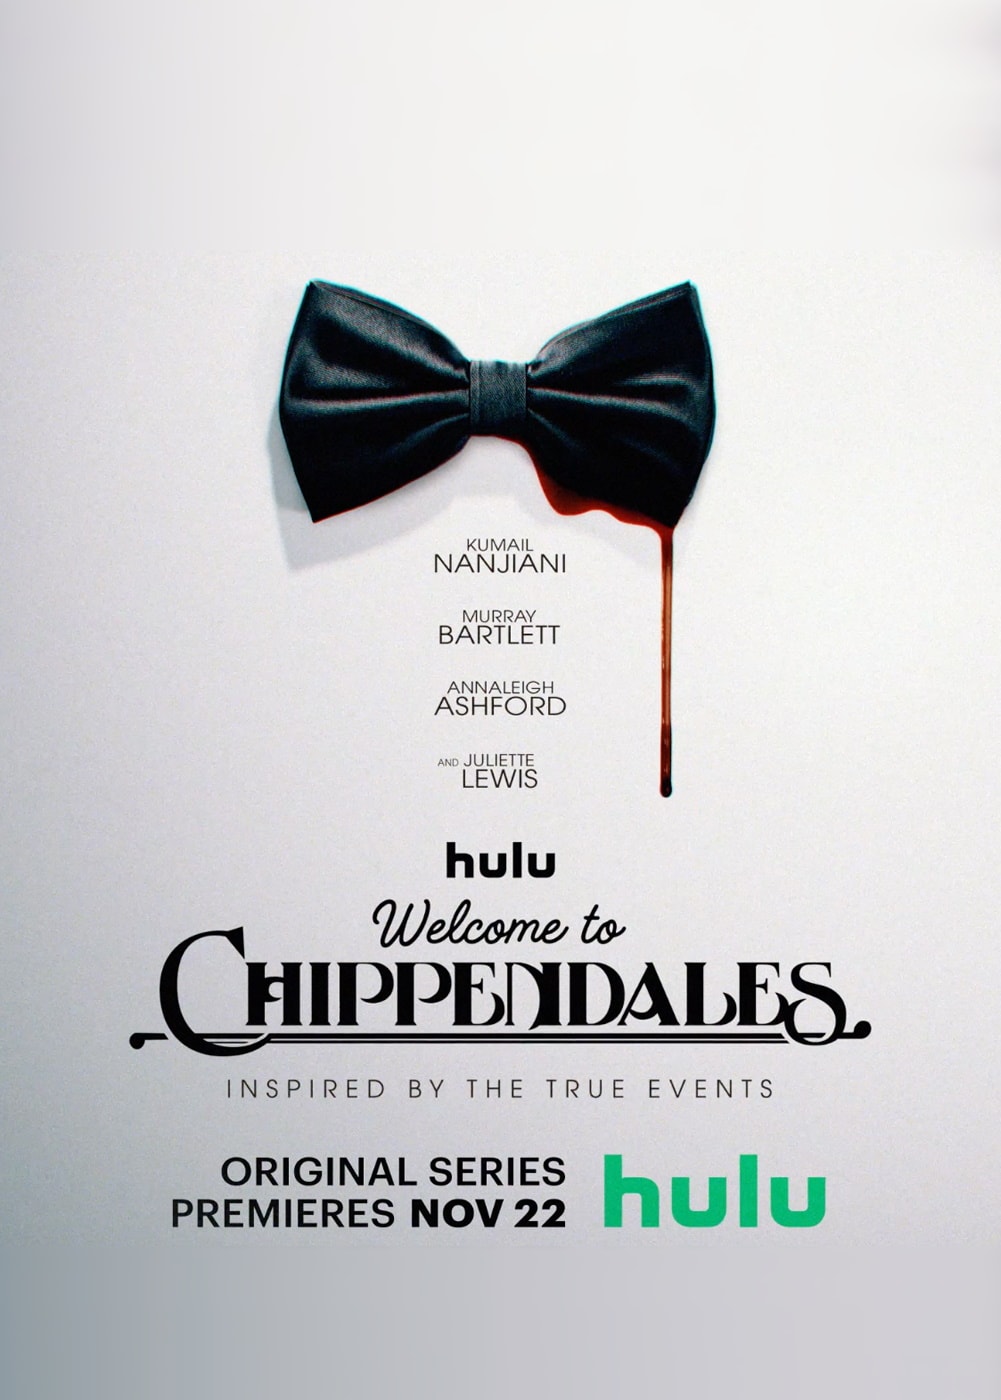 KUMAIL
NANJIANI
MURRAY
BARTLETT
ANNALEIGH
ASHFORD
AND JULIETTE
LEWIS
hulu
Welcome to
CHIPPENDALES
INSPIRED BY THE TRUE EVENTS
ORIGINAL SERIES
PREMIERES NOV 22
hulu